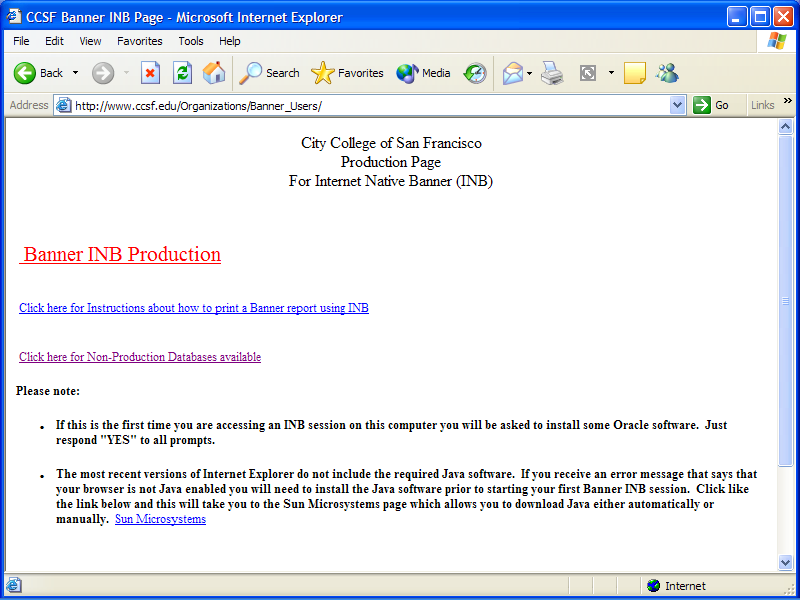 CCSF Banner INB Page - Microsoft Internet Explorer
File Edit View Favorites Tools Help
Back Search Favorites Media
Address http://www.ccsf.edu/Organizations/Banner_Users/ Go Links »
City College of San Francisco
Production Page
For Internet Native Banner (INB)
Banner INB Production
Click here for Instructions about how to print a Banner report using INB
Click here for Non-Production Databases available
Please note:
• If this is the first time you are accessing an INB session on this computer you will be asked to install some Oracle software. Just
respond "YES" to all prompts.
• The most recent versions of Internet Explorer do not include the required Java software. If you receive an error message that says that
your browser is not Java enabled you will need to install the Java software prior to starting your first Banner INB session. Click like
the link below and this will take you to the Sun Microsystems page which allows you to download Java either automatically or
manually. Sun Microsystems
Internet